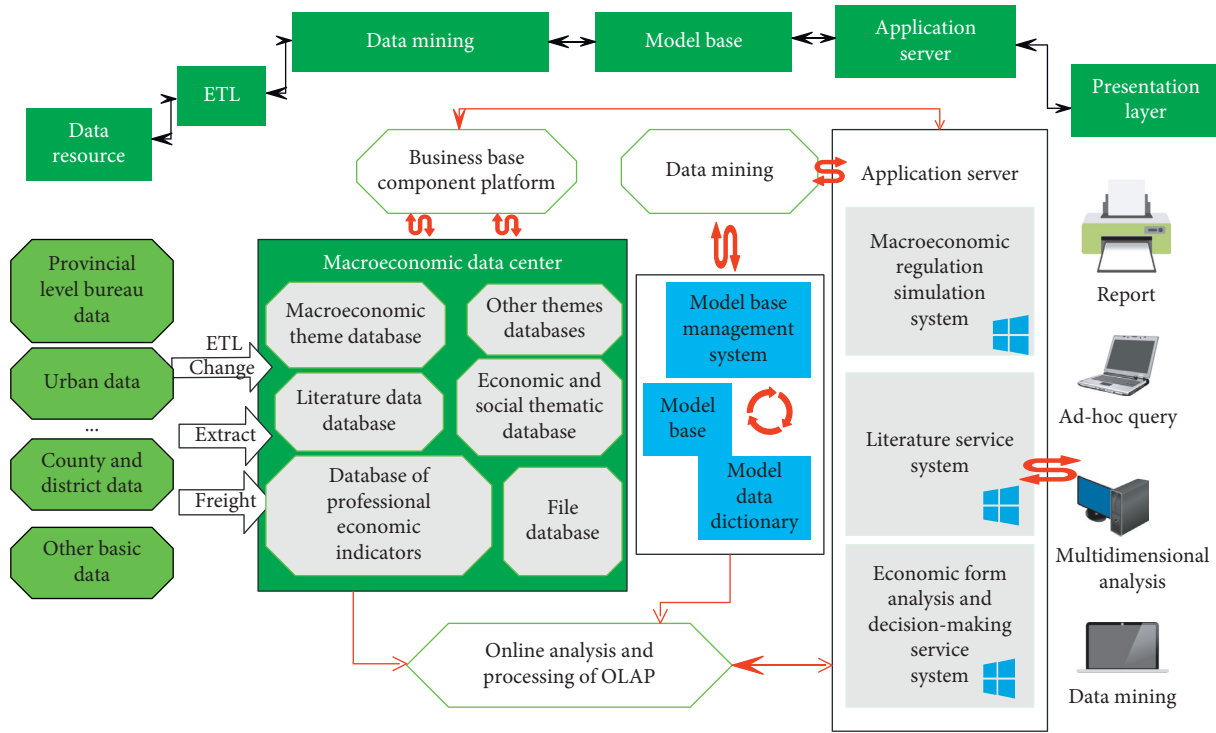 Data mining
Model base
Application
server
ETL
Presentation
layer
Data
resource
Business base
component platform
Data mining
Application server
Provincial
level bureau
data
Urban data
...
County and
district data
Other basic
data
ETL
Change
Extract
Freight
Macroeconomic data center
Macroeconomic
theme database
Other themes
databases
Literature data
database
Economic and
social thematic
database
Database of
professional
economic
indicators
File
database
Model base
management
system
Model
base
Model
data
dictionary
Online analysis and
processing of OLAP
Macroeconomic
regulation
simulation
system
Literature service
system
Economic form
analysis and
decision-making
service
system
Report
Ad-hoc query
Multidimensional
analysis
Data mining